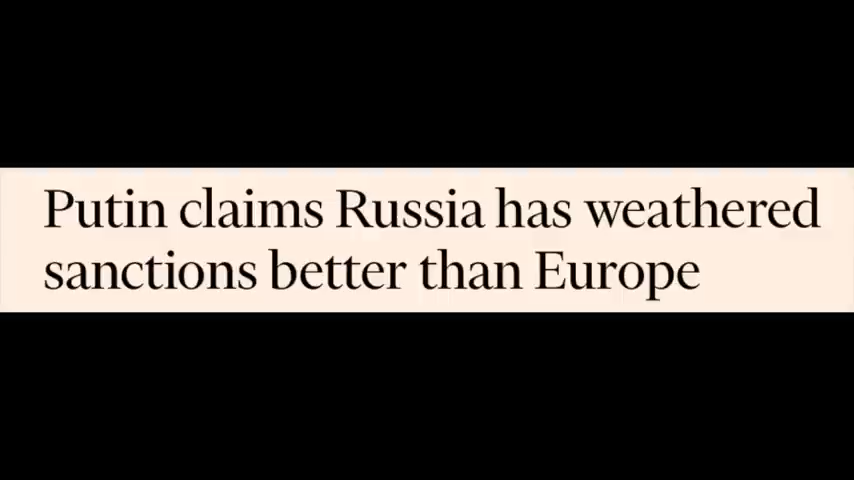 Putin claims Russia has weathered
sanctions better than Europe